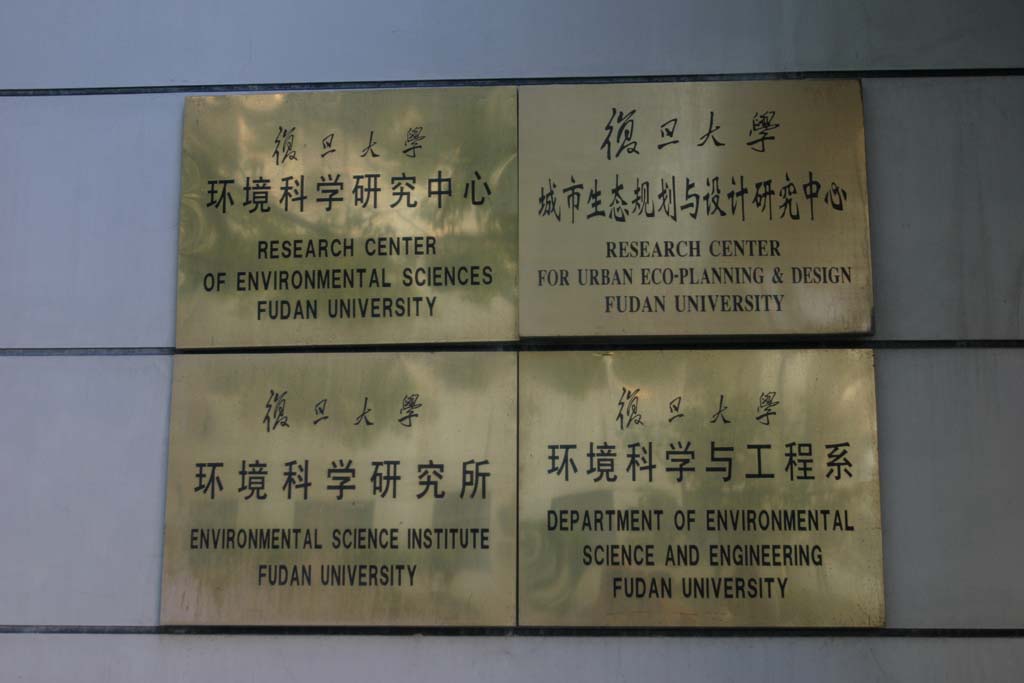 復旦大學
环境科学研究中心
RESEARCH CENTER
OF ENVIRONMENTAL SCIENCES
FUDAN UNIVERSITY
復旦大學
城市生态规划与设计研究中心
RESEARCH CENTER
FOR URBAN ECO-PLANNING & DESIGN
FUDAN UNIVERSITY
復旦大學
环境科学研究所
ENVIRONMENTAL SCIENCE INSTITUTE
FUDAN UNIVERSITY
復旦大學
环境科学与工程系
DEPARTMENT OF ENVIRONMENTAL
SCIENCE AND ENGINEERING
FUDAN UNIVERSITY